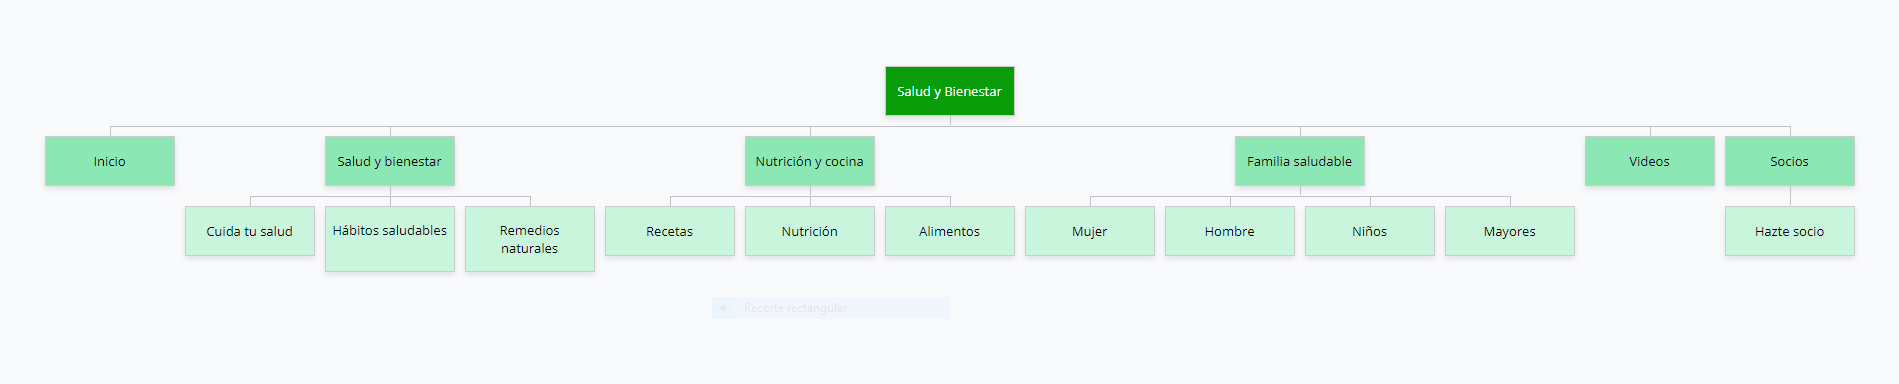 Salud y Bienestar
Inicio
Salud y bienestar
Nutrición y cocina
Familia saludable
Videos
Socios
Cuida tu salud
Hábitos saludables
Remedios
naturales
Recetas
Nutrición
Alimentos
Mujer
Hombre
Niños
Mayores
Hazte socio
Recorte rectangular